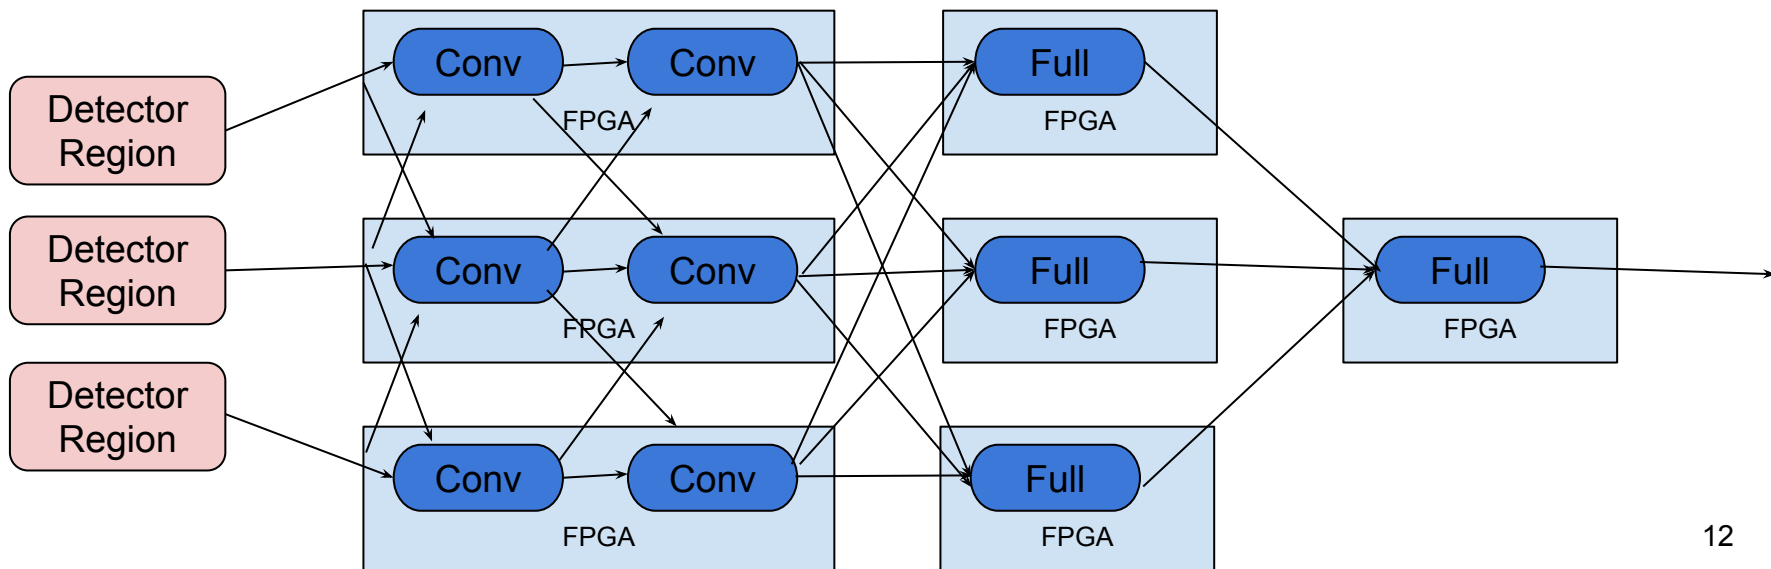 Detector
Region
Conv
Conv
FPGA
Full
FPGA
Detector
Region
Conv
Conv
FPGA
Full
FPGA
Full
FPGA
Detector
Region
Conv
Conv
FPGA
Full
FPGA
12